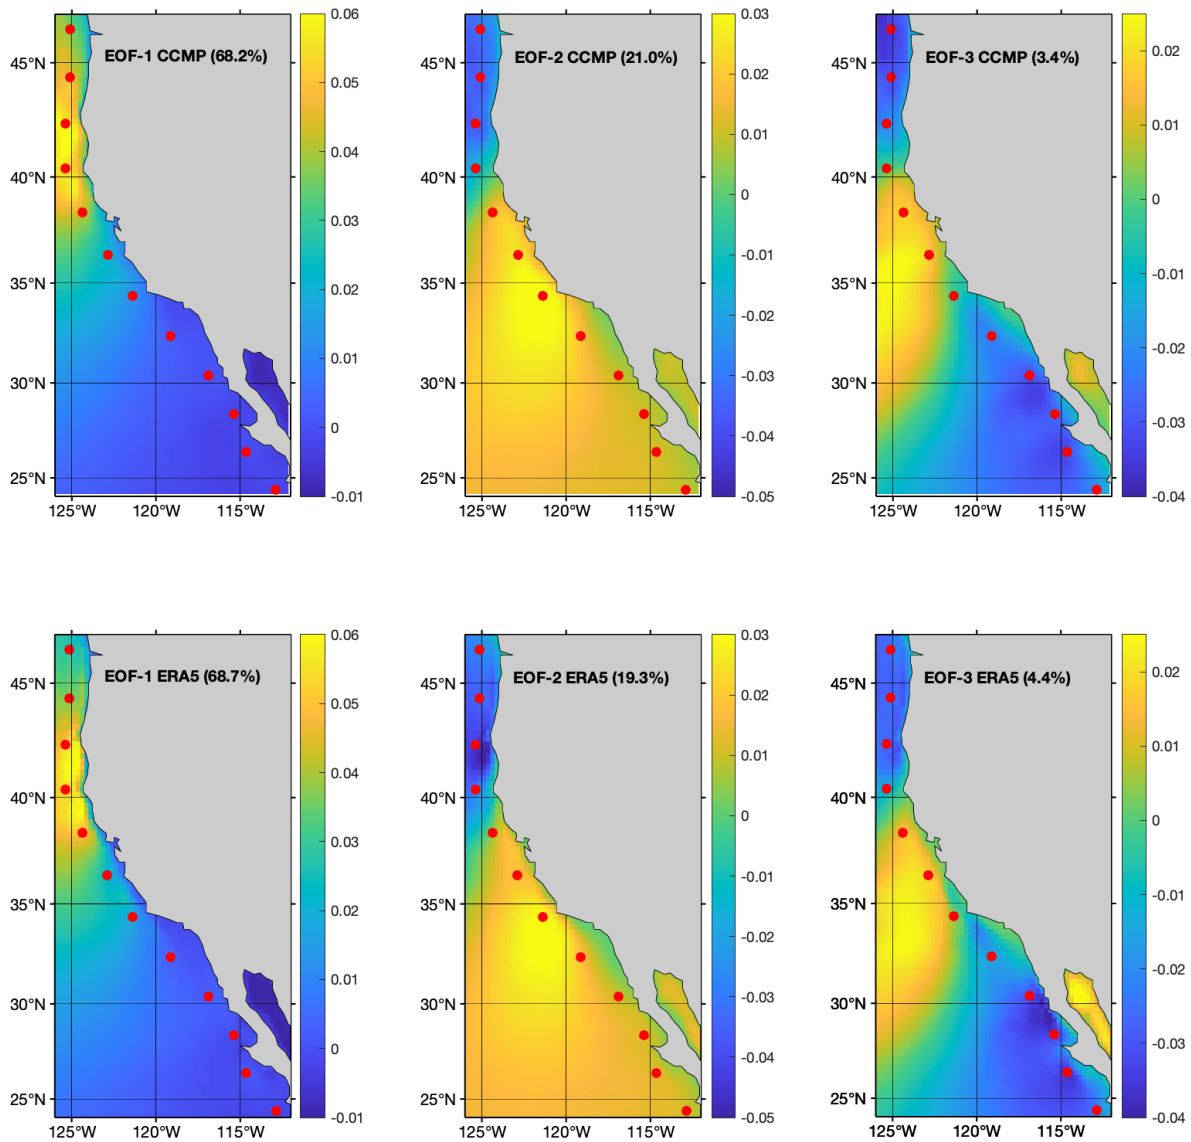 EOF-1 CCMP (68.2%)
45°N
40°N
35°N
30°N
25°N
125°W
120°W
115°W
0.06
0.05
0.04
0.03
0.02
0.01
0
-0.01
EOF-2 CCMP (21.0%)
45°N
40°N
35°N
30°N
25°N
125°W
120°W
115°W
0.03
0.02
0.01
0
-0.01
-0.02
-0.03
-0.04
-0.05
EOF-3 CCMP (3.4%)
45°N
40°N
35°N
30°N
25°N
125°W
120°W
115°W
0.02
0.01
0
-0.01
-0.02
-0.03
-0.04
EOF-1 ERA5 (68.7%)
45°N
40°N
35°N
30°N
25°N
125°W
120°W
115°W
0.06
0.05
0.04
0.03
0.02
0.01
0
-0.01
EOF-2 ERA5 (19.3%)
45°N
40°N
35°N
30°N
25°N
125°W
120°W
115°W
0.03
0.02
0.01
0
-0.01
-0.02
-0.03
-0.04
-0.05
EOF-3 ERA5 (4.4%)
45°N
40°N
35°N
30°N
25°N
125°W
120°W
115°W
0.02
0.01
0
-0.01
-0.02
-0.03
-0.04